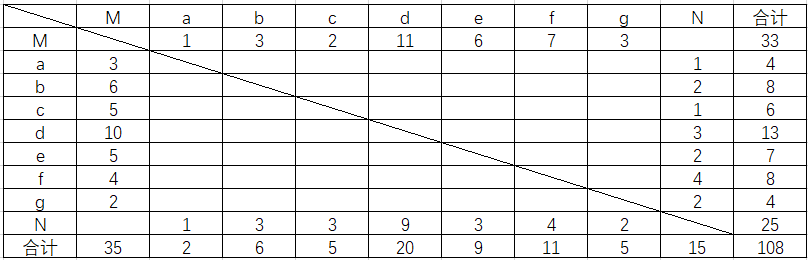 M a b c d e f g N 合计
M 1 3 2 11 6 7 3 33
a 3 1 4
b 6 2 8
c 5 1 6
d 10 3 13
e 5 2 7
f 4 4 8
g 2 2 4
N 1 3 3 9 3 4 2 25
合计 35 2 6 5 20 9 11 5 15 108